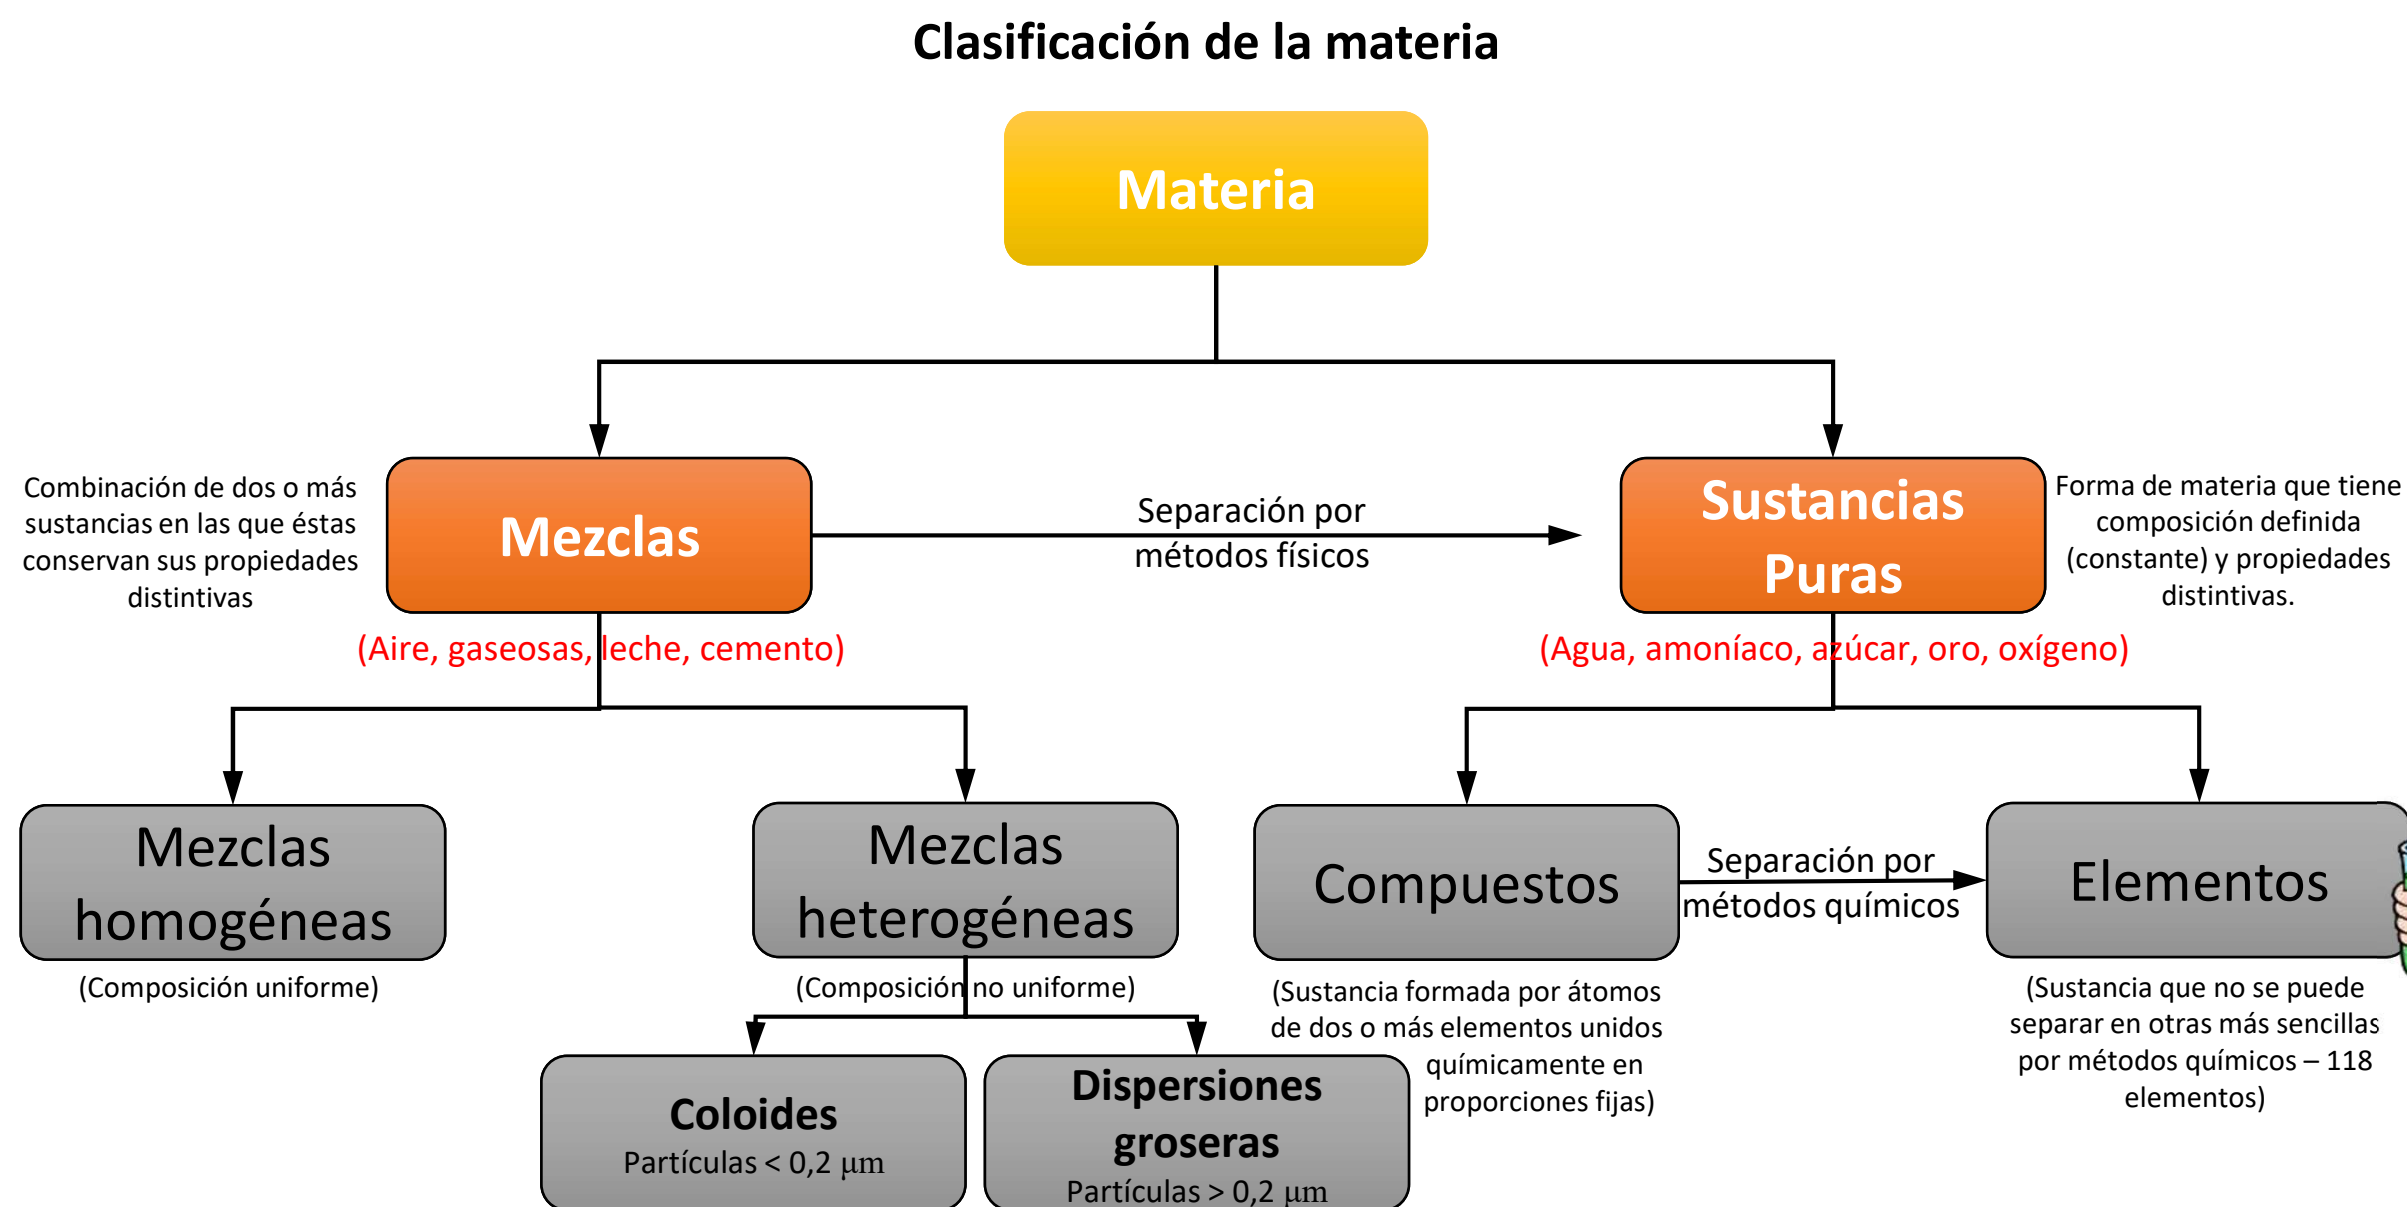 Clasificación de la materia
Materia
Combinación de dos o más
sustancias en las que éstas
conservan sus propiedades
distintivas
Mezclas
Separación por
métodos físicos
Sustancias
Puras
Forma de materia que tiene
composición definida
(constante) y propiedades
distintivas.
(Aire, gaseosas, leche, cemento)
(Agua, amoníaco, azúcar, oro, oxígeno)
Mezclas
homogéneas
(Composición uniforme)
Mezclas
heterogéneas
(Composición no uniforme)
Compuestos
Separación por
métodos químicos
Elementos
(Sustancia formada por átomos
de dos o más elementos unidos
químicamente en
proporciones fijas)
(Sustancia que no se puede
separar en otras más sencillas
por métodos químicos – 118
elementos)
Coloides
Partículas < 0,2 μm
Dispersiones
groseras
Partículas > 0,2 μm